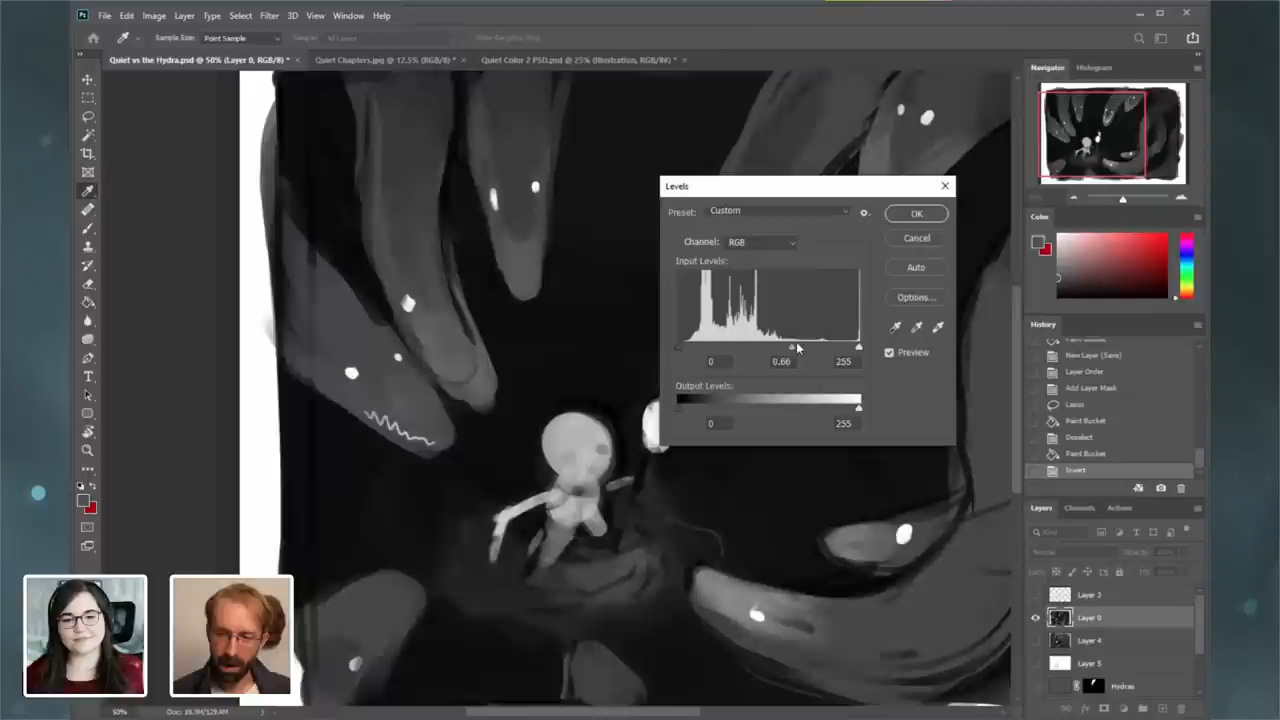 Ps File Edit Image Layer Type Select Filter 3D View Window Help
Sample Size: Point Sample
Quiet vs the Hydra.psd @ 50% (Layer 0, RGB/8) * ×
Quiet Chapters.jpg @ 12.5% (RGB/8) * ×
Quiet Color 2 PSD.psd @ 25% (Illustration, RGB/8#) * ×
Navigator Histogram
Color
History
New Layer (Sans)
Layer Order
Add Layer Mask
Lasso
Paint Bucket
Deselect
Paint Bucket
Invert
Layers Channels Actions
Layer 3
Layer 0
Layer 4
Layer 5
Hydras
Levels
Preset: Custom
OK
Channel: RGB
Cancel
Input Levels:
Auto
Options...
Preview
0 0.66 255
Output Levels:
0 255
50%